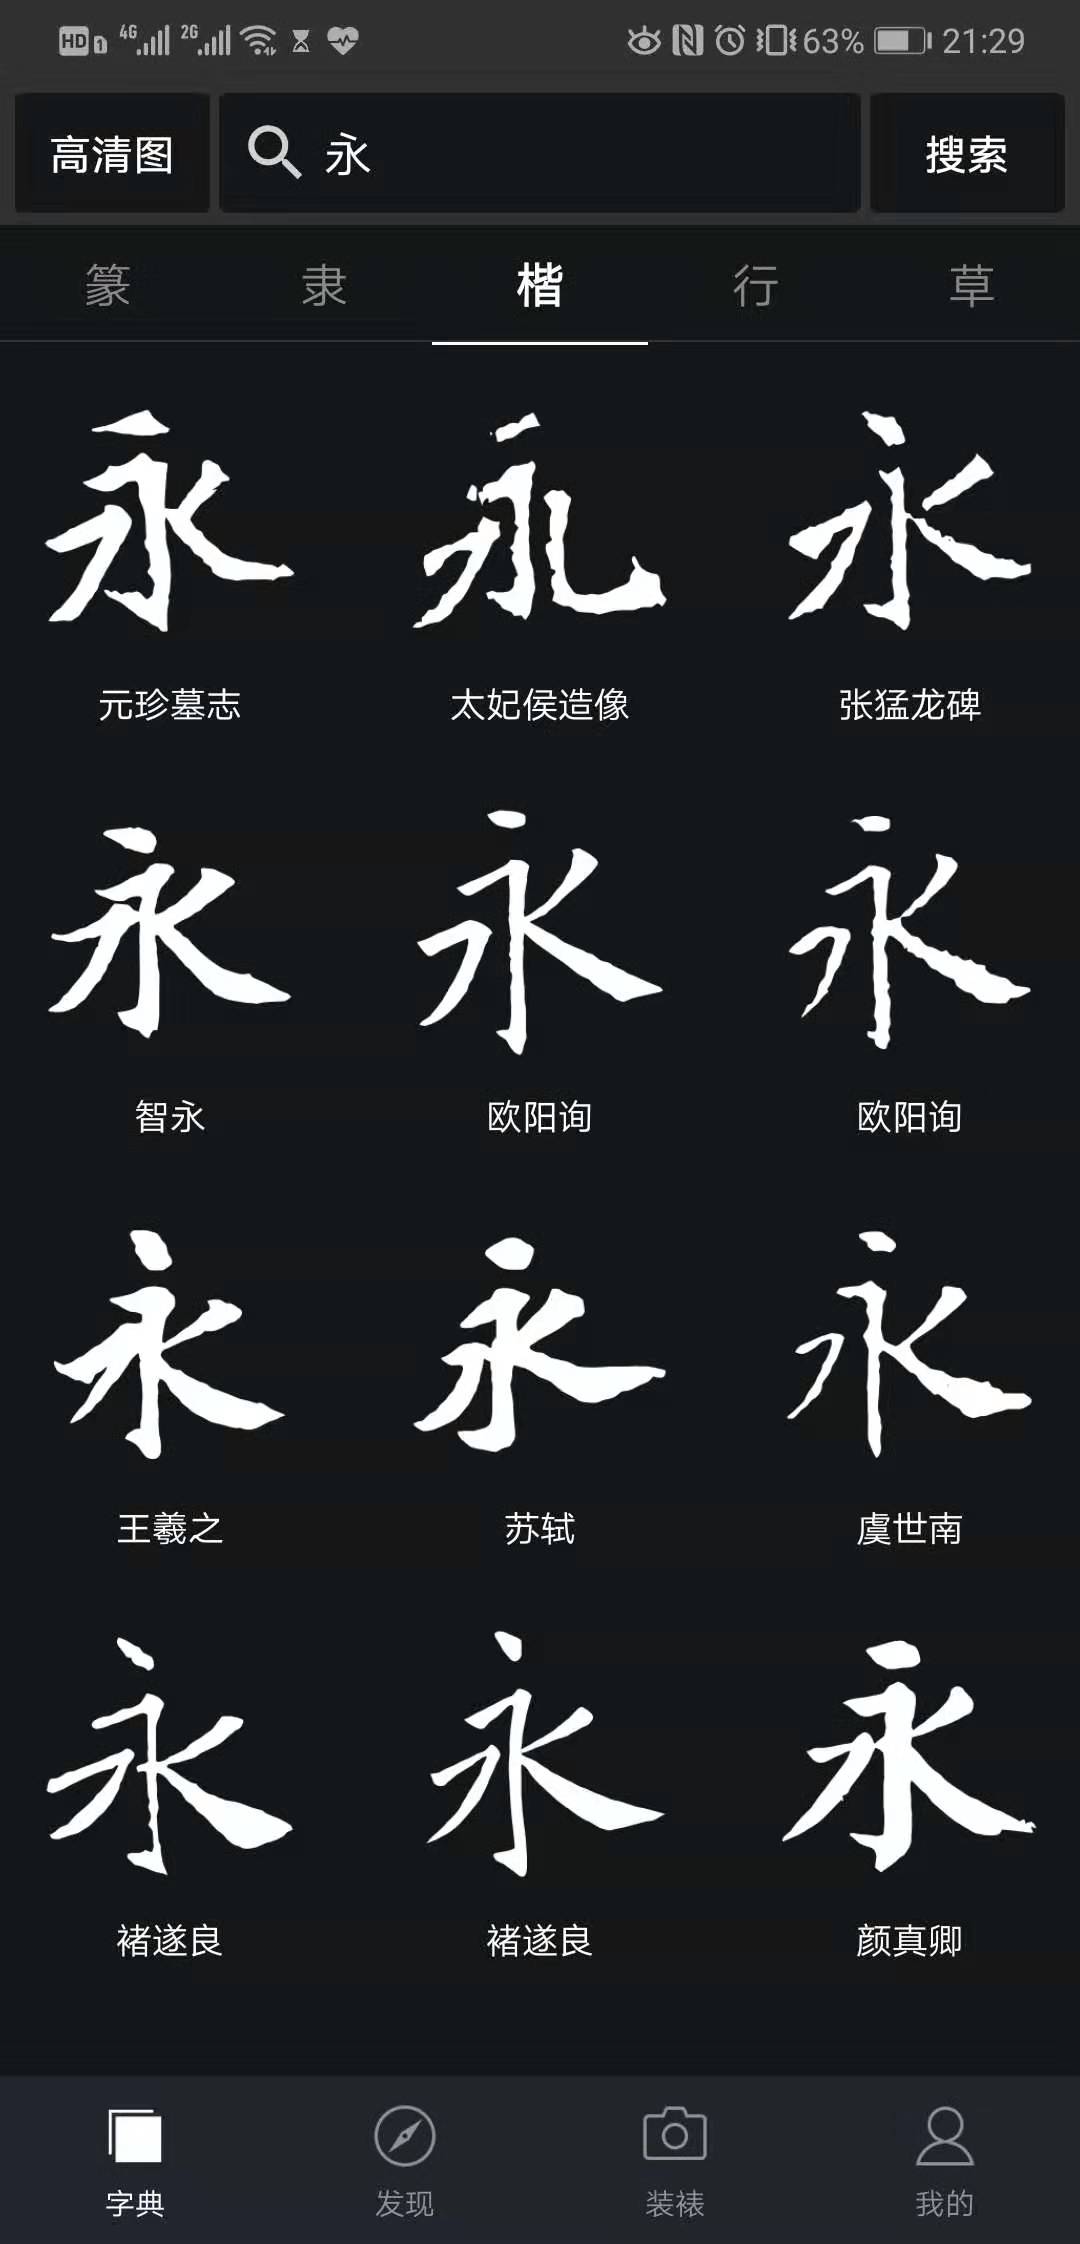 HD 1 4G 2G 63% 21:29
高清图 永 搜索
篆 隶 楷 行 草
永 永 永
元珍墓志 太妃侯造像 张猛龙碑
永 永 永
智永 欧阳询 欧阳询
永 永 永
王羲之 苏轼 虞世南
永 永 永
褚遂良 褚遂良 颜真卿
字典 发现 装裱 我的